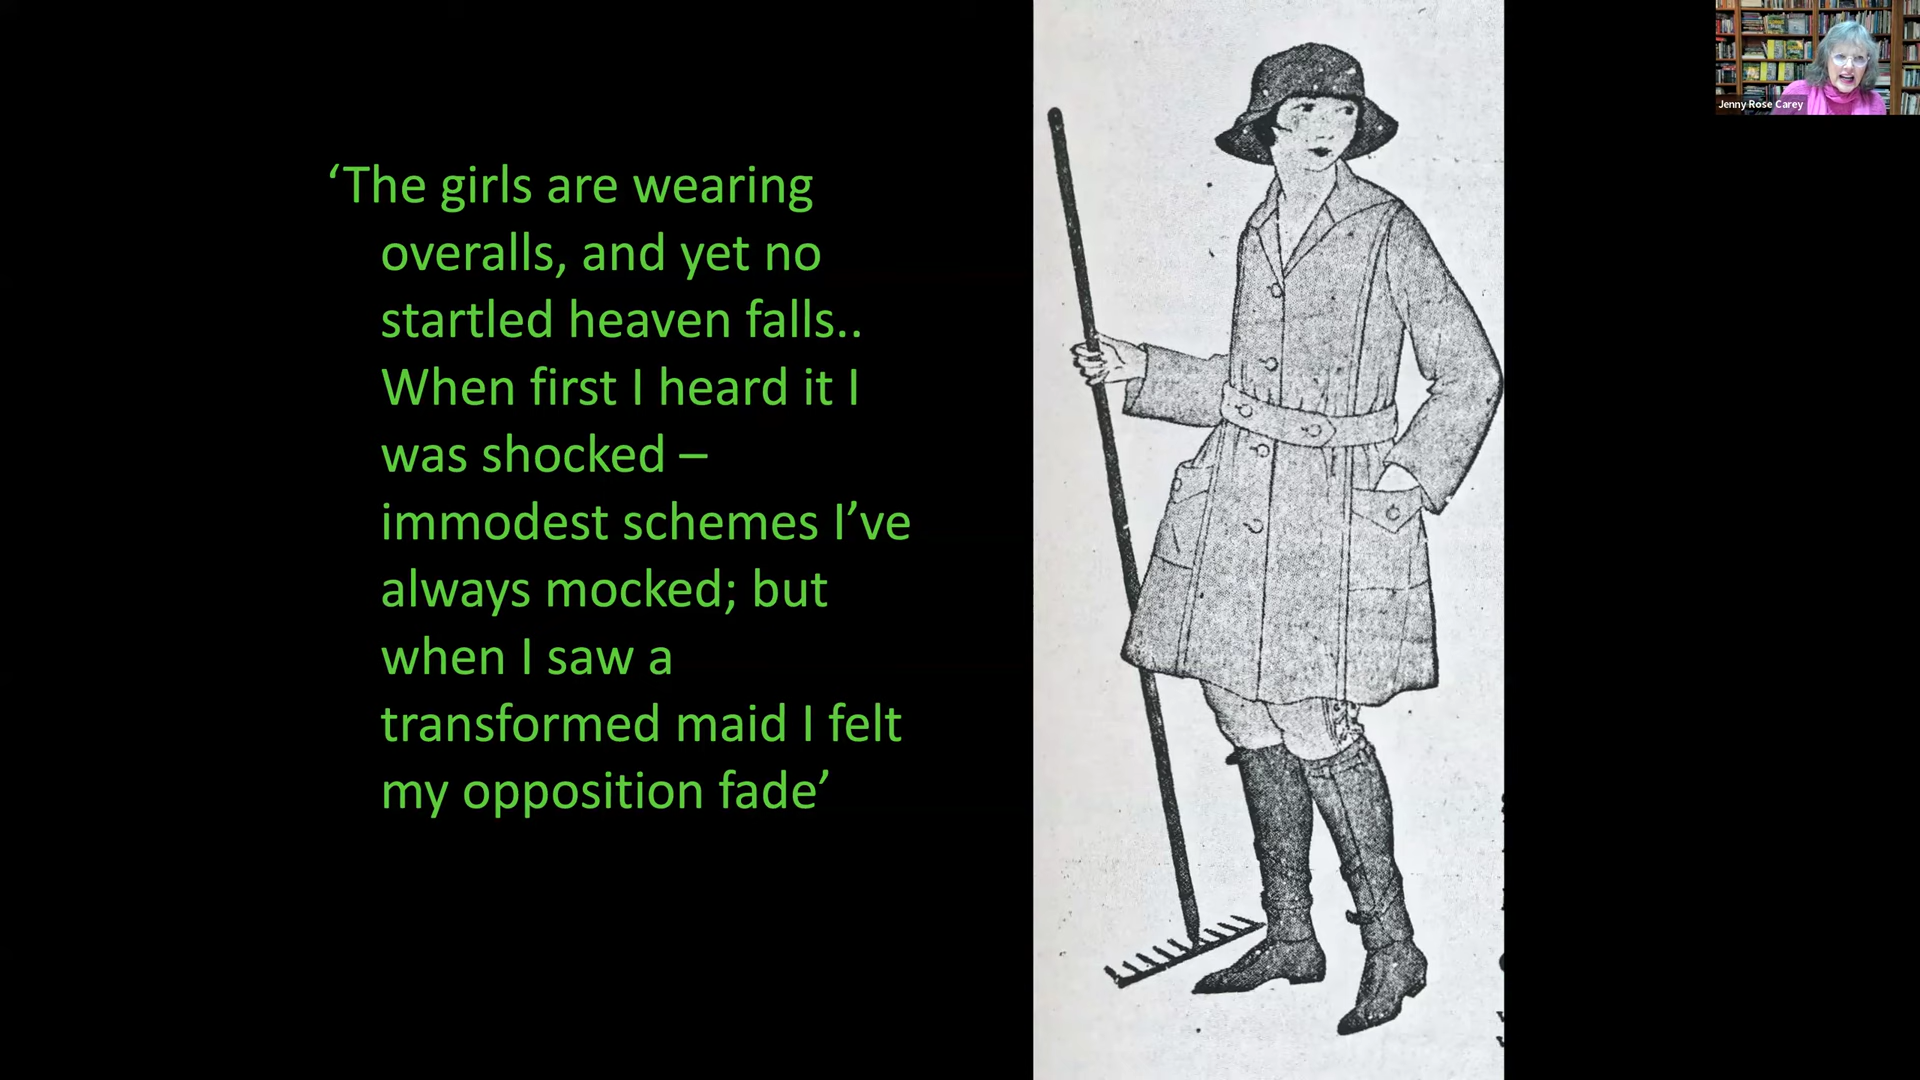 ‘The girls are wearing
overalls, and yet no
startled heaven falls..
When first I heard it I
was shocked –
immodest schemes I’ve
always mocked; but
when I saw a
transformed maid I felt
my opposition fade’
Jenny Rose Carey